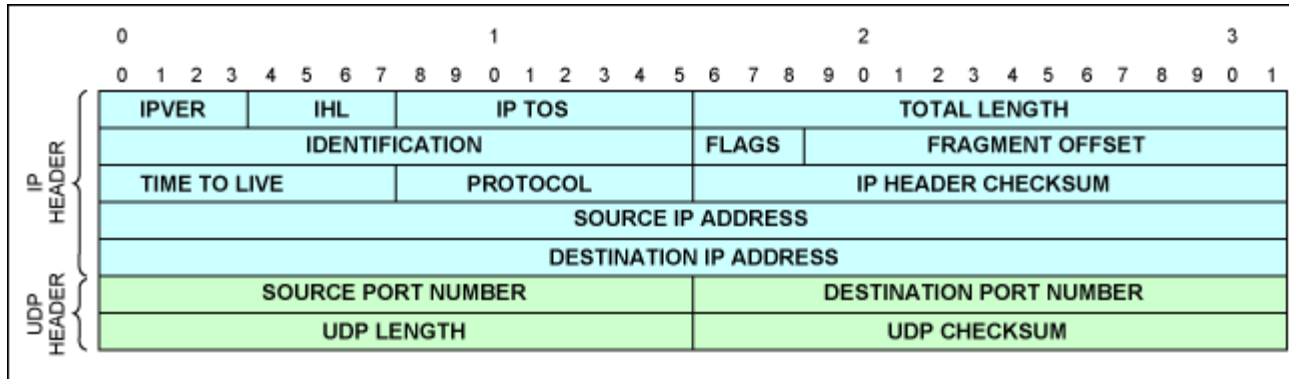 0 1 2 3
0 1 2 3 4 5 6 7 8 9 0 1 2 3 4 5 6 7 8 9 0 1 2 3 4 5 6 7 8 9 0 1
IPVER IHL IP TOS TOTAL LENGTH
IDENTIFICATION FLAGS FRAGMENT OFFSET
TIME TO LIVE PROTOCOL IP HEADER CHECKSUM
SOURCE IP ADDRESS
DESTINATION IP ADDRESS
IP
HEADER
SOURCE PORT NUMBER DESTINATION PORT NUMBER
UDP LENGTH UDP CHECKSUM
UDP
HEADER